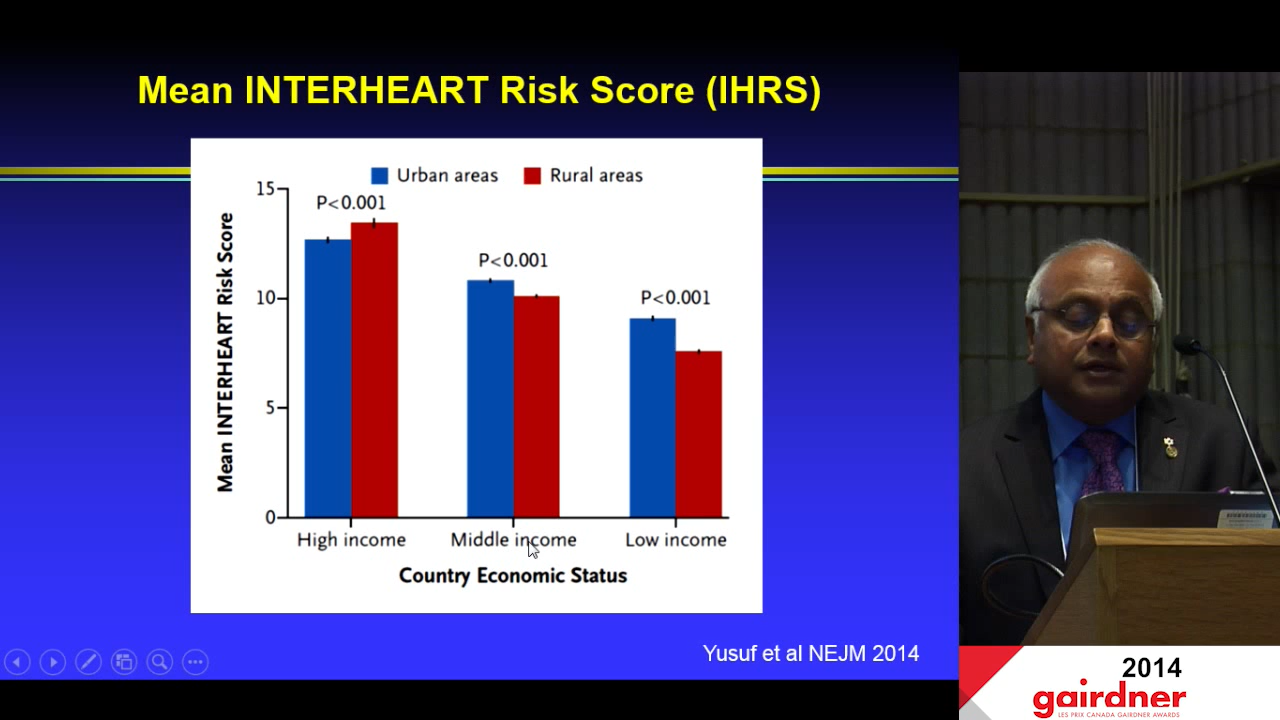 Mean INTERHEART Risk Score (IHRS)
Urban areas
Rural areas
Mean INTERHEART Risk Score
15
10
5
0
P<0.001
P<0.001
P<0.001
High income
Middle income
Low income
Country Economic Status
Yusuf et al NEJM 2014
2014
gairdner
LES PRIX CANADA GAIRDNER AWARDS